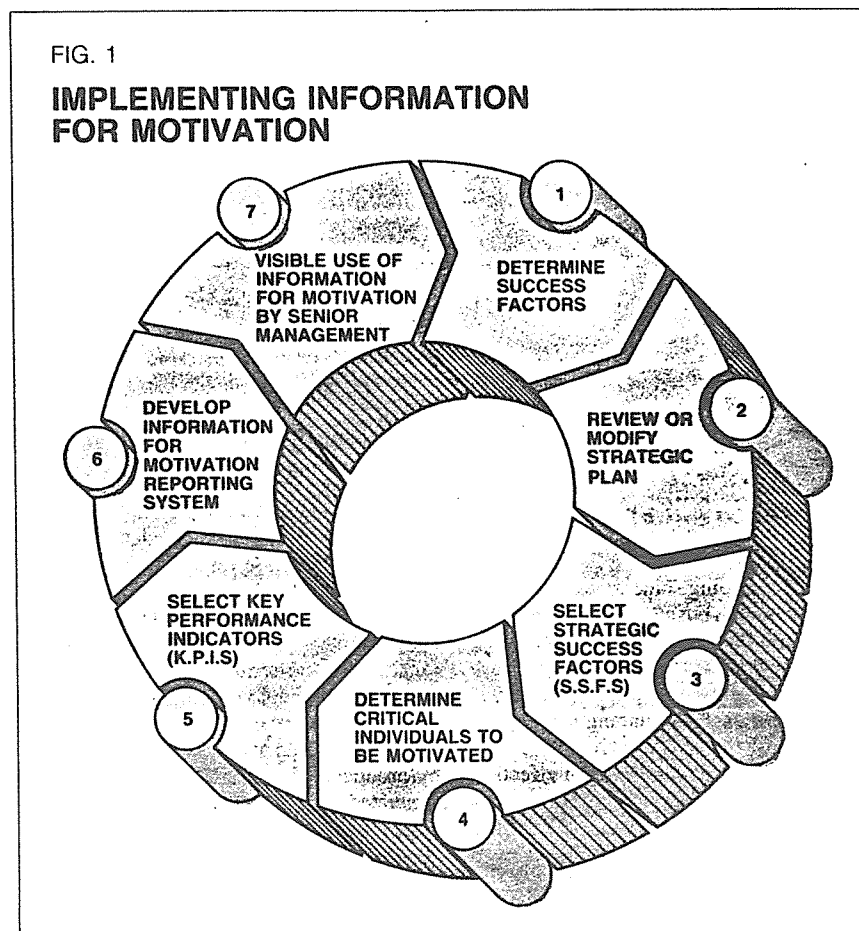 FIG. 1
IMPLEMENTING INFORMATION
FOR MOTIVATION
1
DETERMINE
SUCCESS
FACTORS
2
REVIEW OR
MODIFY
STRATEGIC
PLAN
3
SELECT
STRATEGIC
SUCCESS
FACTORS
(S.S.F.S)
4
DETERMINE
CRITICAL
INDIVIDUALS TO
BE MOTIVATED
5
SELECT KEY
PERFORMANCE
INDICATORS
(K.P.I.S)
6
DEVELOP
INFORMATION
FOR
MOTIVATION
REPORTING
SYSTEM
7
VISIBLE USE OF
INFORMATION
FOR MOTIVATION
BY SENIOR
MANAGEMENT